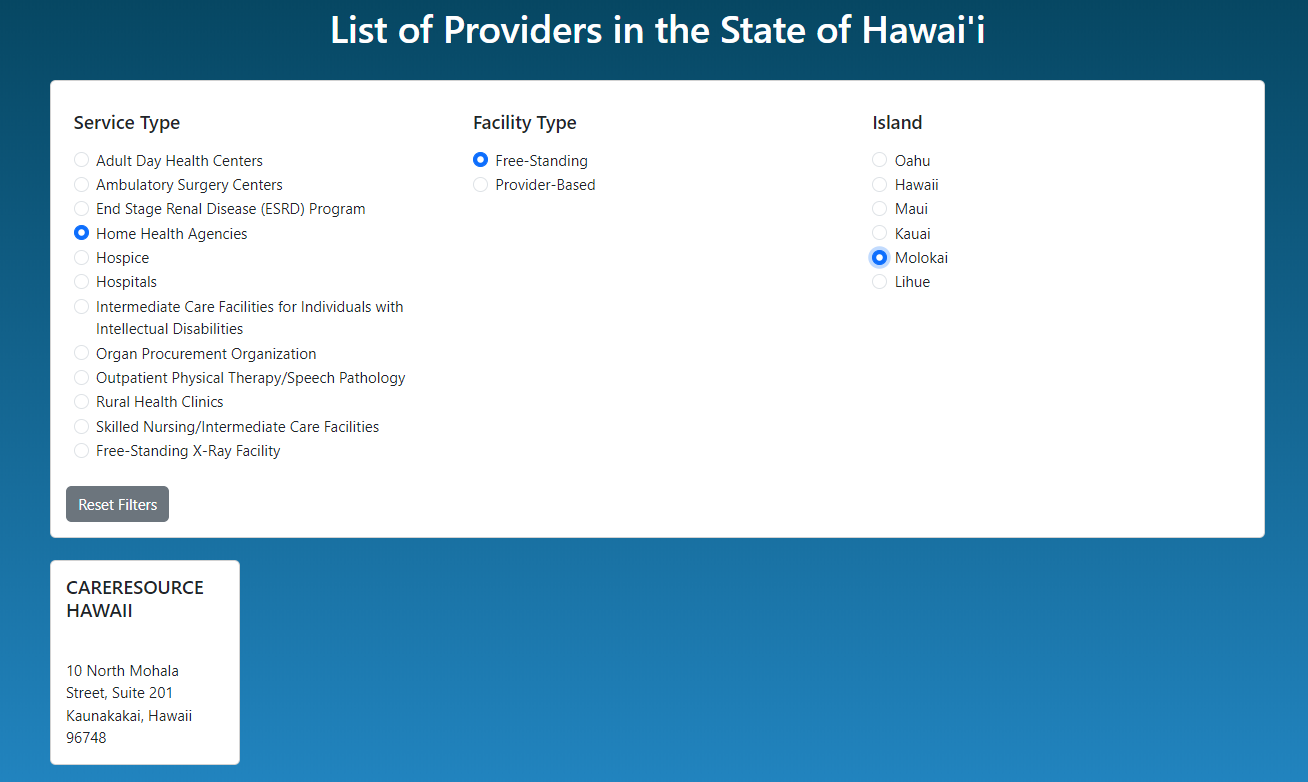 List of Providers in the State of Hawai'i
Service Type
Adult Day Health Centers
Ambulatory Surgery Centers
End Stage Renal Disease (ESRD) Program
Home Health Agencies
Hospice
Hospitals
Intermediate Care Facilities for Individuals with
Intellectual Disabilities
Organ Procurement Organization
Outpatient Physical Therapy/Speech Pathology
Rural Health Clinics
Skilled Nursing/Intermediate Care Facilities
Free-Standing X-Ray Facility
Facility Type
Free-Standing
Provider-Based
Island
Oahu
Hawaii
Maui
Kauai
Molokai
Lihue
Reset Filters
CARERESOURCE
HAWAII
10 North Mohala
Street, Suite 201
Kaunakakai, Hawaii
96748